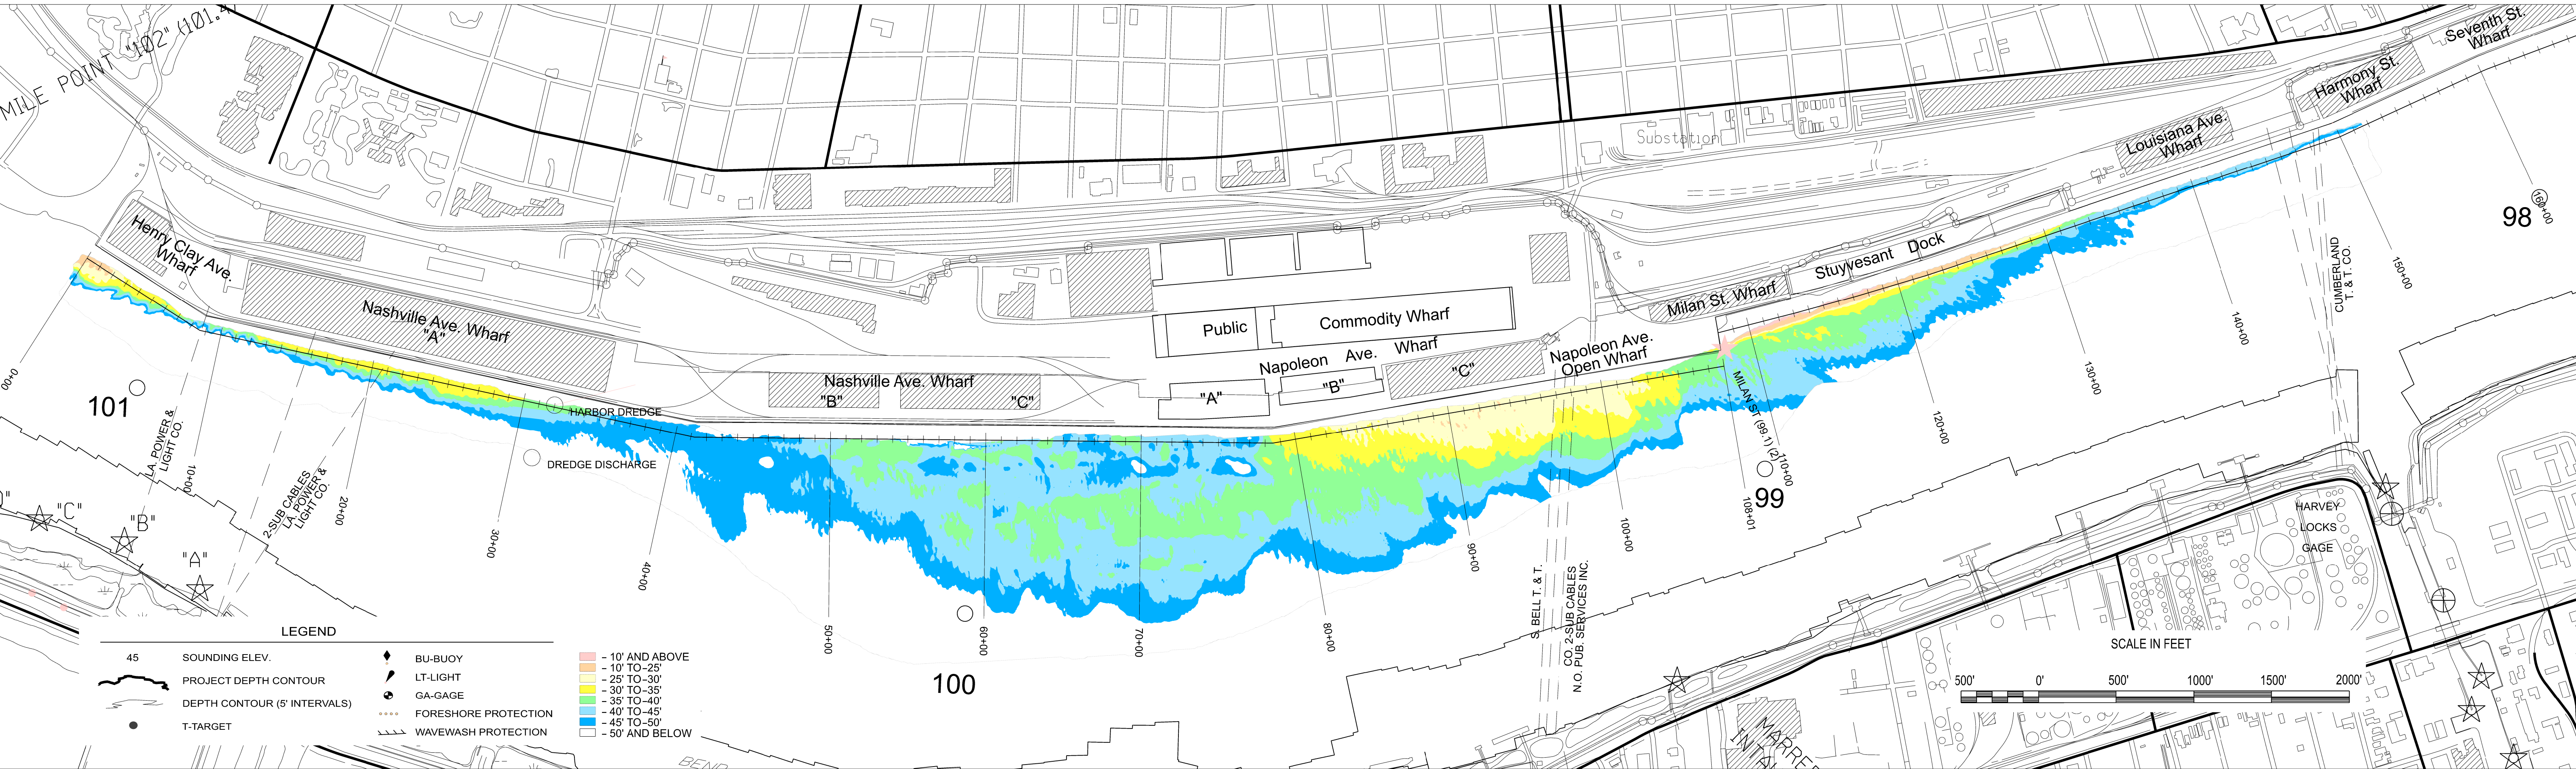 MILE POINT "102" (101.4
Henry Clay Ave.
Wharf
Nashville Ave. Wharf
"A"
Nashville Ave. Wharf
"B"
"C"
Public
Commodity Wharf
Napoleon Ave. Wharf
"A"
"B"
"C"
Napoleon Ave.
Open Wharf
Milan St. Wharf
Stuyvesant Dock
Substation
Louisiana Ave.
Wharf
Harmony St.
Wharf
Seventh St.
Wharf
0+00
101
LA. POWER &
LIGHT CO.
10+00
2-SUB CABLES
LA. POWER &
LIGHT CO.
20+00
30+00
HARBOR DREDGE
DREDGE DISCHARGE
40+00
50+00
60+00
100
70+00
80+00
90+00
S. BELL T. & T.
CO. 2-SUB CABLES
N.O. PUB. SERVICES INC.
100+00
MILAN ST (99.1) (2)
108+01
110+00
99
120+00
130+00
140+00
CUMBERLAND
T. & T. CO.
150+00
98
160+00
"C"
"B"
"A"
HARVEY
LOCKS
GAGE
LEGEND
45 SOUNDING ELEV.
PROJECT DEPTH CONTOUR
DEPTH CONTOUR (5' INTERVALS)
T-TARGET
BU-BUOY
LT-LIGHT
GA-GAGE
FORESHORE PROTECTION
WAVEWASH PROTECTION
- 10' AND ABOVE
- 10' TO-25'
- 25' TO-30'
- 30' TO-35'
- 35' TO-40'
- 40' TO-45'
- 45' TO-50'
- 50' AND BELOW
SCALE IN FEET
500' 0' 500' 1000' 1500' 2000'